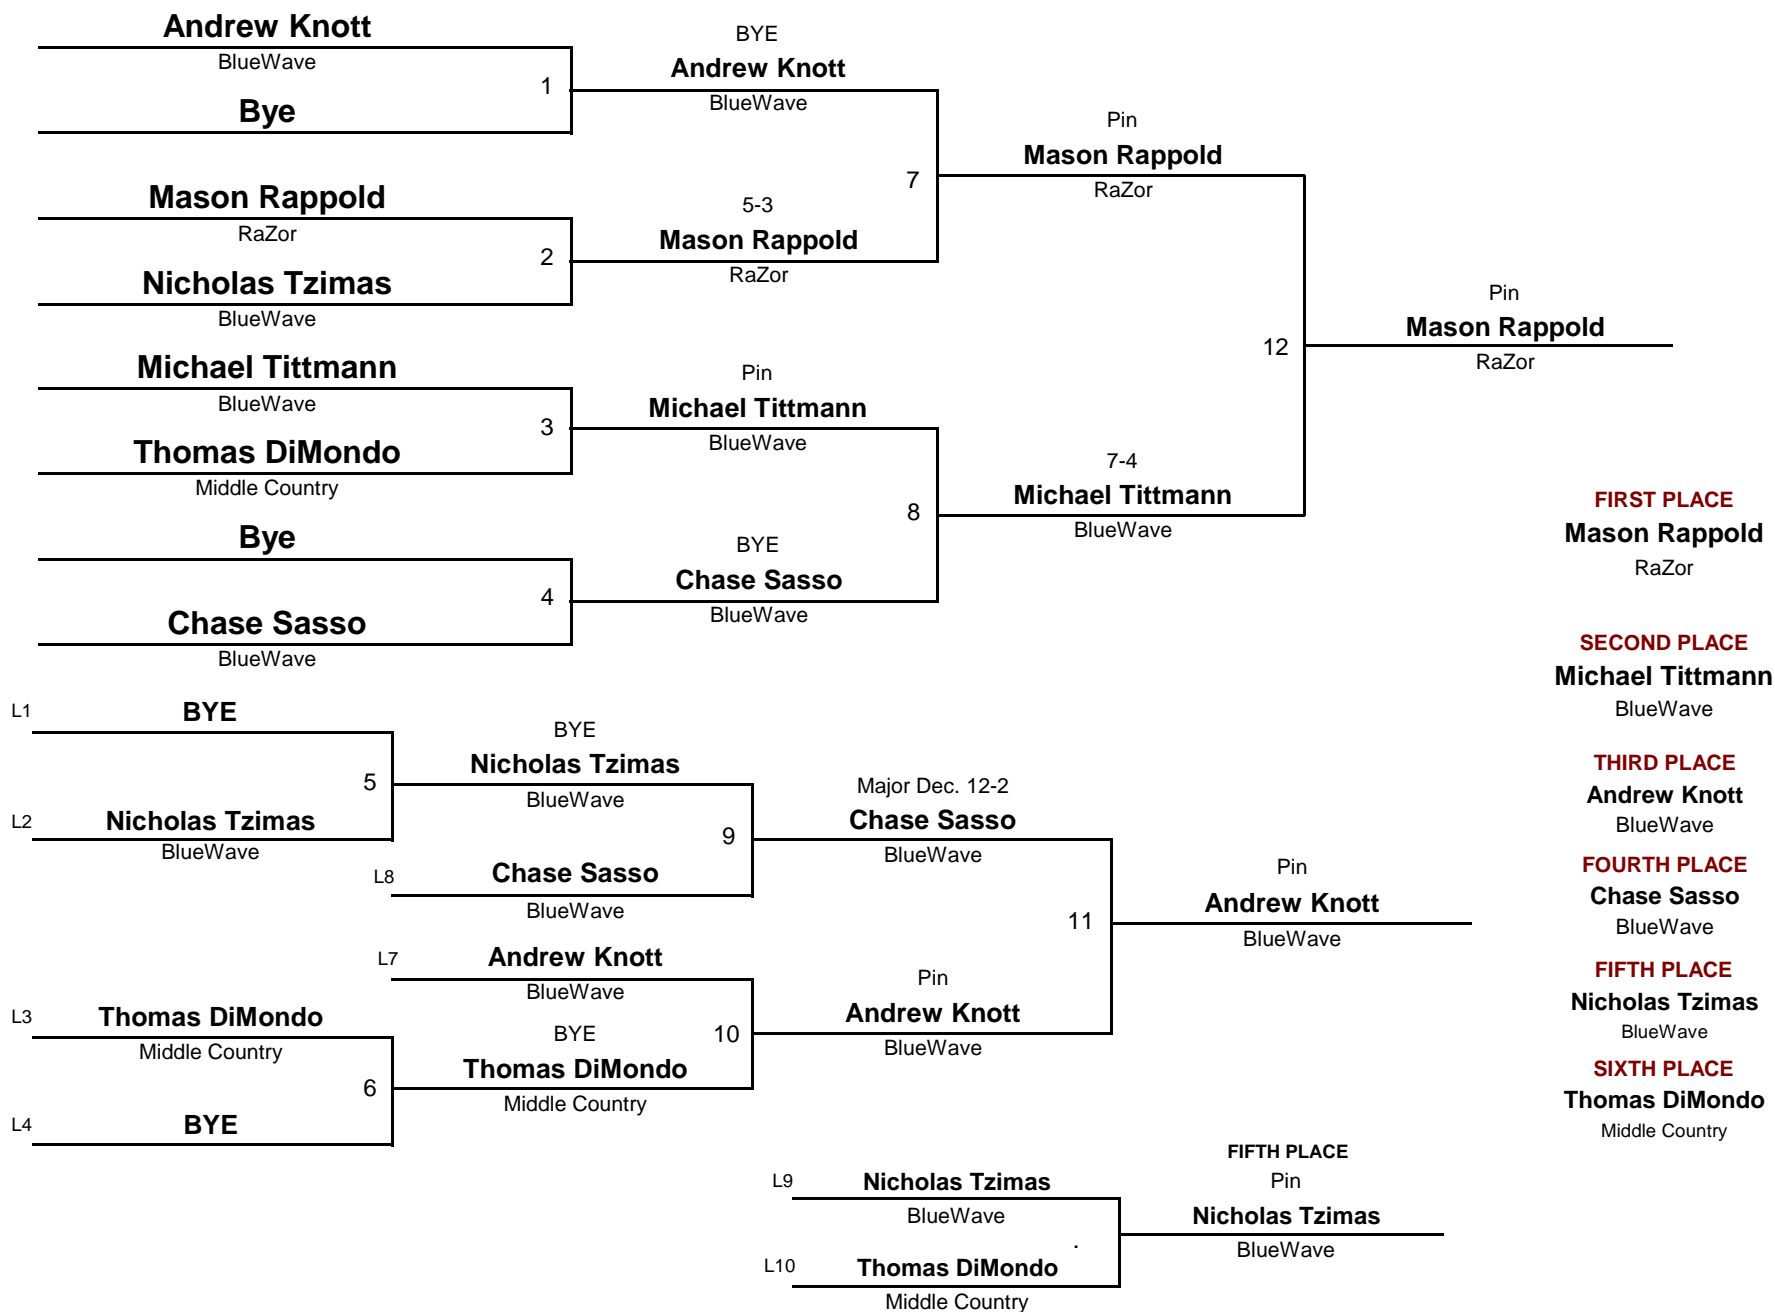 Andrew Knott
BlueWave
1
Bye
BYE
Andrew Knott
BlueWave
Mason Rappold
RaZor
2
Nicholas Tzimas
BlueWave
5-3
Mason Rappold
RaZor
7
Pin
Mason Rappold
RaZor
Michael Tittmann
BlueWave
3
Thomas DiMondo
Middle Country
Pin
Michael Tittmann
BlueWave
Bye
4
Chase Sasso
BlueWave
BYE
Chase Sasso
BlueWave
8
7-4
Michael Tittmann
BlueWave
12
Pin
Mason Rappold
RaZor
FIRST PLACE
Mason Rappold
RaZor
SECOND PLACE
Michael Tittmann
BlueWave
THIRD PLACE
Andrew Knott
BlueWave
FOURTH PLACE
Chase Sasso
BlueWave
FIFTH PLACE
Nicholas Tzimas
BlueWave
SIXTH PLACE
Thomas DiMondo
Middle Country
L1
BYE
5
L2
Nicholas Tzimas
BlueWave
BYE
Nicholas Tzimas
BlueWave
9
L8
Chase Sasso
BlueWave
Major Dec. 12-2
Chase Sasso
BlueWave
L7
Andrew Knott
BlueWave
L3
Thomas DiMondo
Middle Country
6
L4
BYE
BYE
Thomas DiMondo
Middle Country
10
Pin
Andrew Knott
BlueWave
11
Pin
Andrew Knott
BlueWave
L9
Nicholas Tzimas
BlueWave
.
L10
Thomas DiMondo
Middle Country
FIFTH PLACE
Pin
Nicholas Tzimas
BlueWave